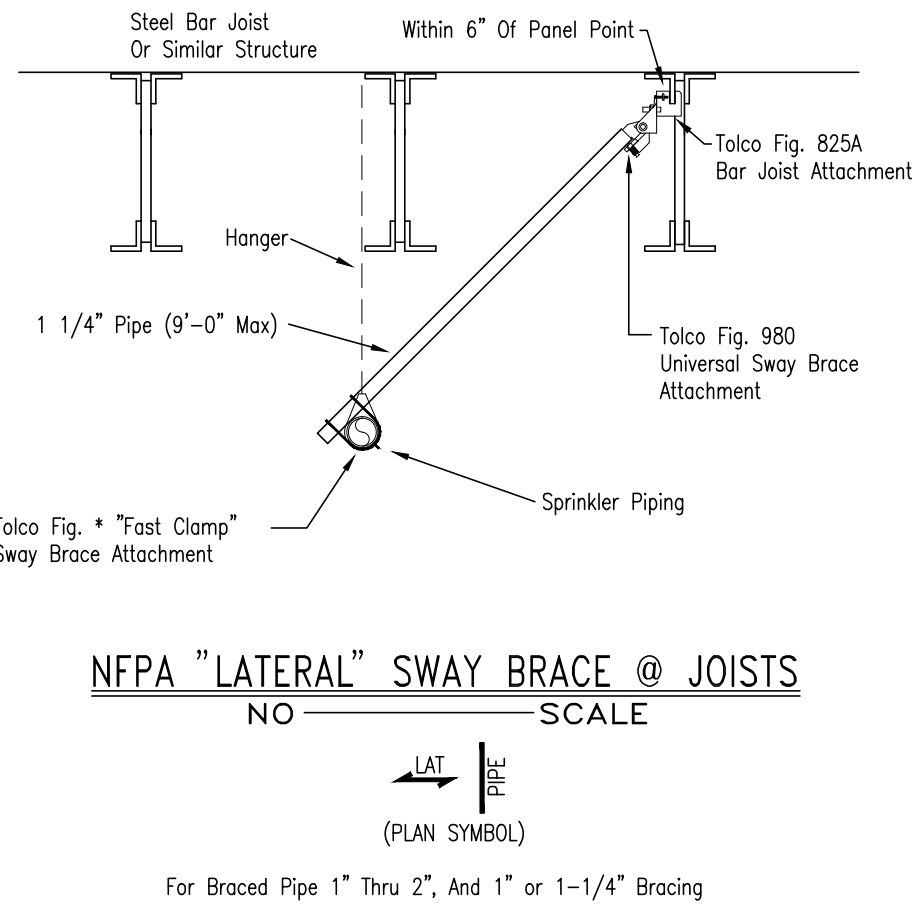 Steel Bar Joist
Or Similar Structure
Within 6" Of Panel Point
Tolco Fig. 825A
Bar Joist Attachment
Hanger
1 1/4" Pipe (9'-0" Max)
Tolco Fig. 980
Universal Sway Brace
Attachment
Sprinkler Piping
Tolco Fig. * "Fast Clamp"
Sway Brace Attachment
NFPA "LATERAL" SWAY BRACE @ JOISTS
NO SCALE
LAT
PIPE
(PLAN SYMBOL)
For Braced Pipe 1" Thru 2", And 1" or 1-1/4" Bracing